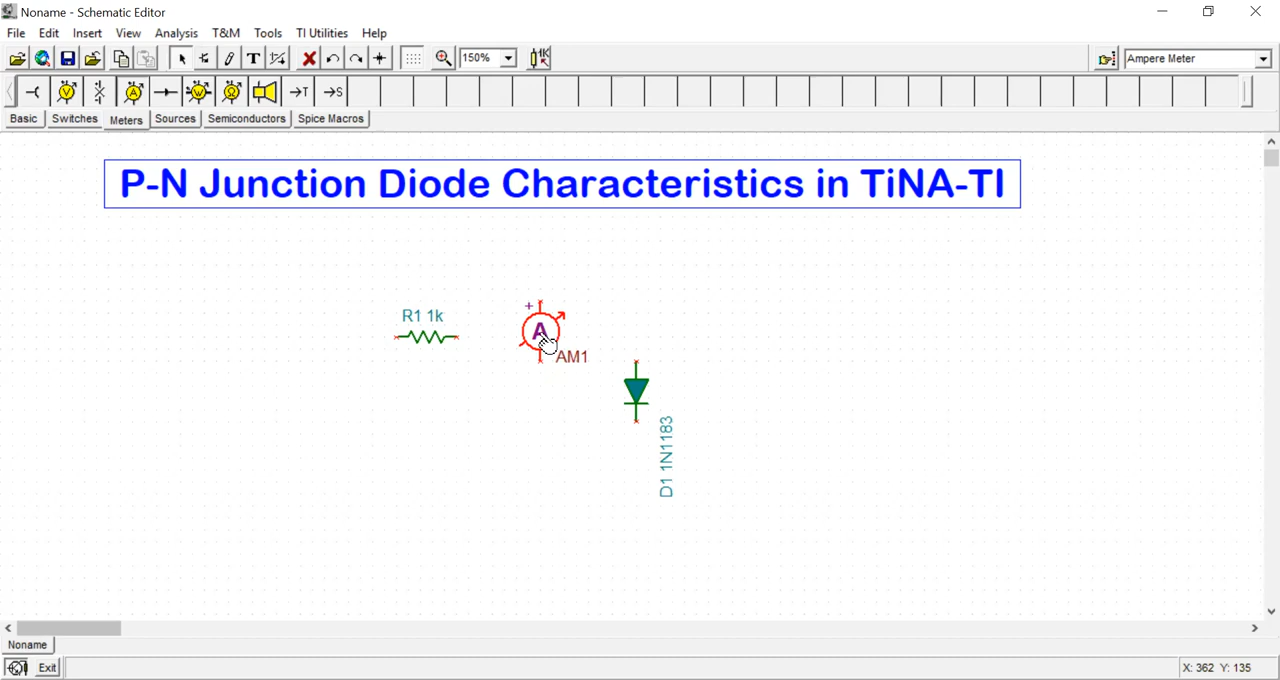 Noname - Schematic Editor
File Edit Insert View Analysis T&M Tools TI Utilities Help
T 150% 1K Ampere Meter
V A W Ω T S
Basic Switches Meters Sources Semiconductors Spice Macros
P-N Junction Diode Characteristics in TiNA-TI
R1 1k
+
A
AM1
D1 1N1183
Noname
Exit X: 362 Y: 135